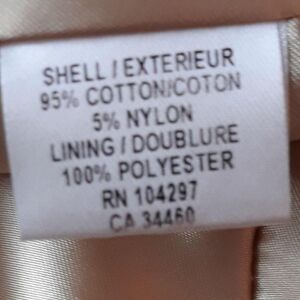 SHELL / EXTERIEUR
95% COTTON/COTON
5% NYLON
LINING / DOUBLURE
100% POLYESTER
RN 104297
CA 34460